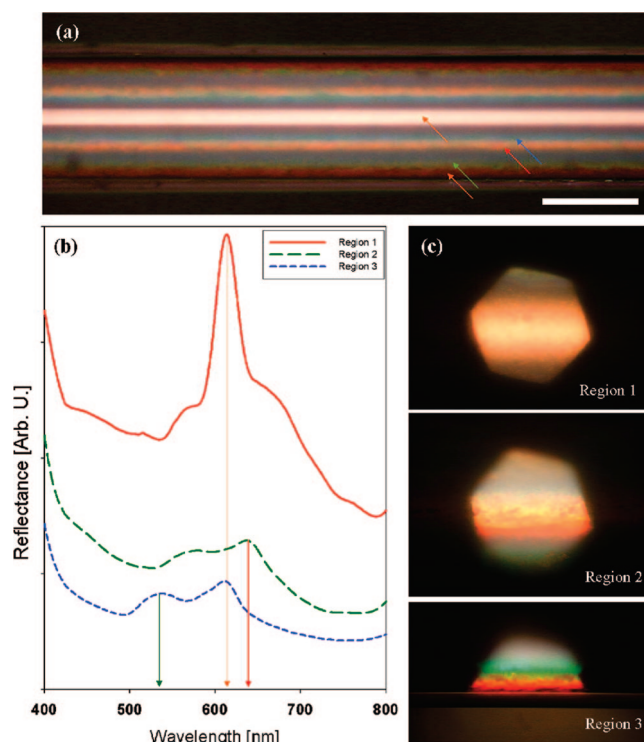 (a)
(b)
Region 1
Region 2
Region 3
Reflectance [Arb. U.]
400 500 600 700 800
Wavelength [nm]
(c)
Region 1
Region 2
Region 3